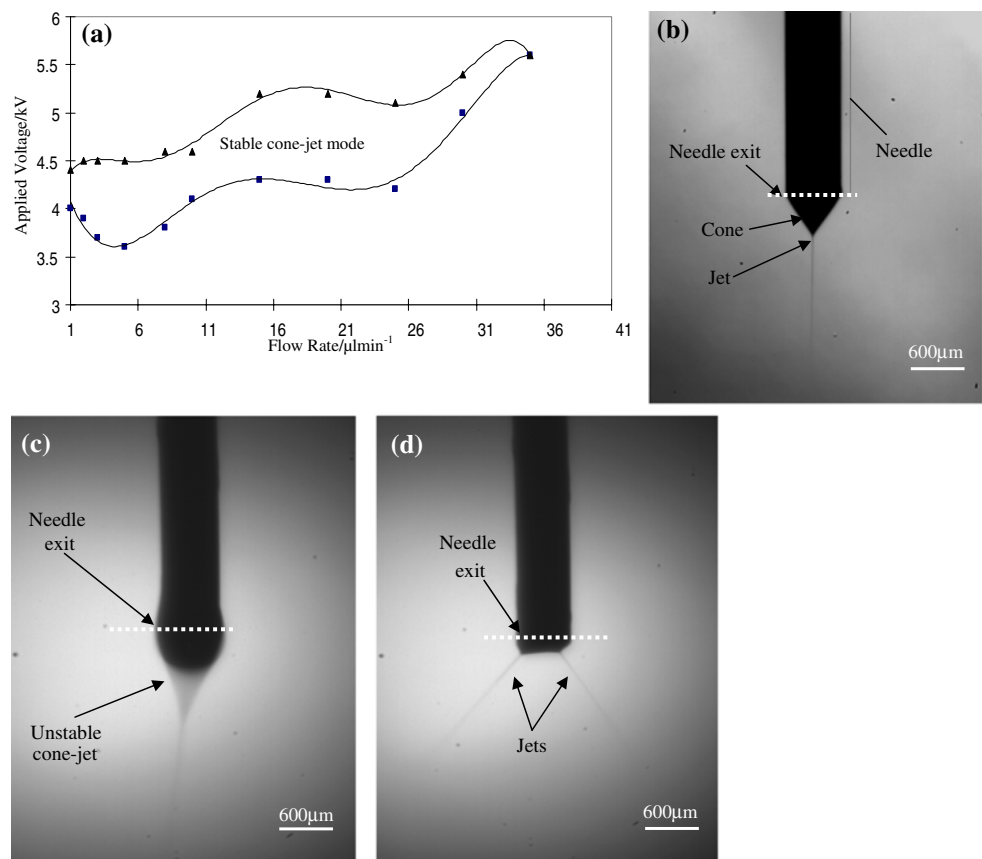 (a)
Applied Voltage/kV
6
5.5
5
4.5
4
3.5
3
Stable cone-jet mode
1 6 11 16 21 26 31 36 41
Flow Rate/µlmin-1
(b)
Needle exit
Needle
Cone
Jet
600µm
(c)
Needle
exit
Unstable
cone-jet
600µm
(d)
Needle
exit
Jets
600µm